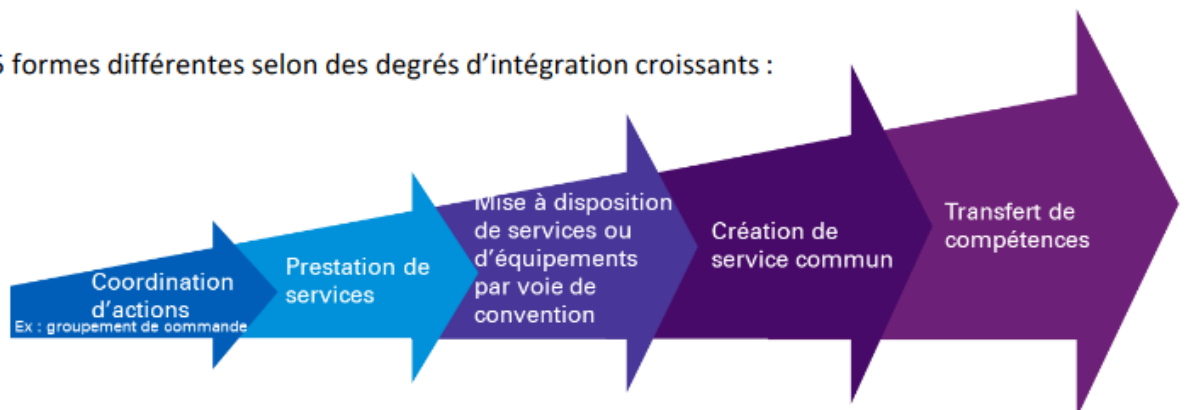 5 formes différentes selon des degrés d’intégration croissants :
Coordination
d’actions
Ex : groupement de commande
Prestation de
services
Mise à disposition
de services ou
d’équipements
par voie de
convention
Création de
service commun
Transfert de
compétences